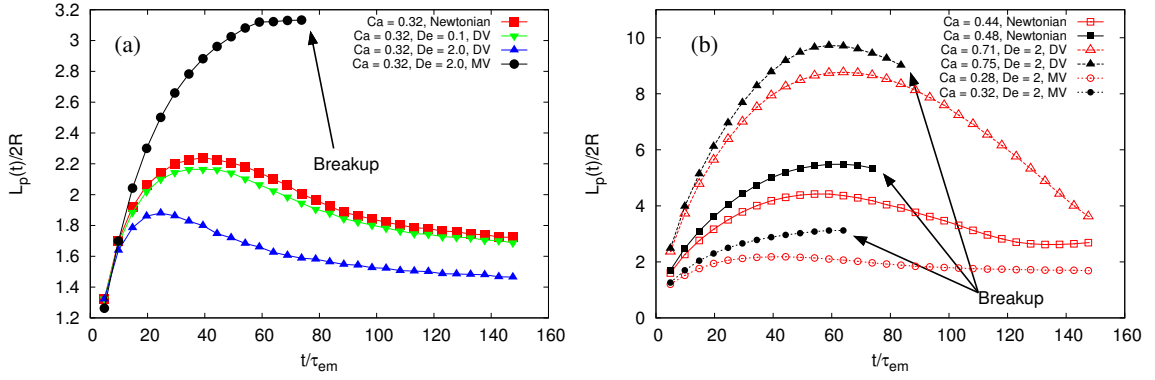 (a)
Ca = 0.32, Newtonian
Ca = 0.32, De = 0.1, DV
Ca = 0.32, De = 2.0, DV
Ca = 0.32, De = 2.0, MV
Breakup
L_p(t)/2R
3.2
3
2.8
2.6
2.4
2.2
2
1.8
1.6
1.4
1.2
0 20 40 60 80 100 120 140 160
t/τ_em
(b)
Ca = 0.44, Newtonian
Ca = 0.48, Newtonian
Ca = 0.71, De = 2, DV
Ca = 0.75, De = 2, DV
Ca = 0.28, De = 2, MV
Ca = 0.32, De = 2, MV
Breakup
L_p(t)/2R
10
8
6
4
2
0
0 20 40 60 80 100 120 140 160
t/τ_em